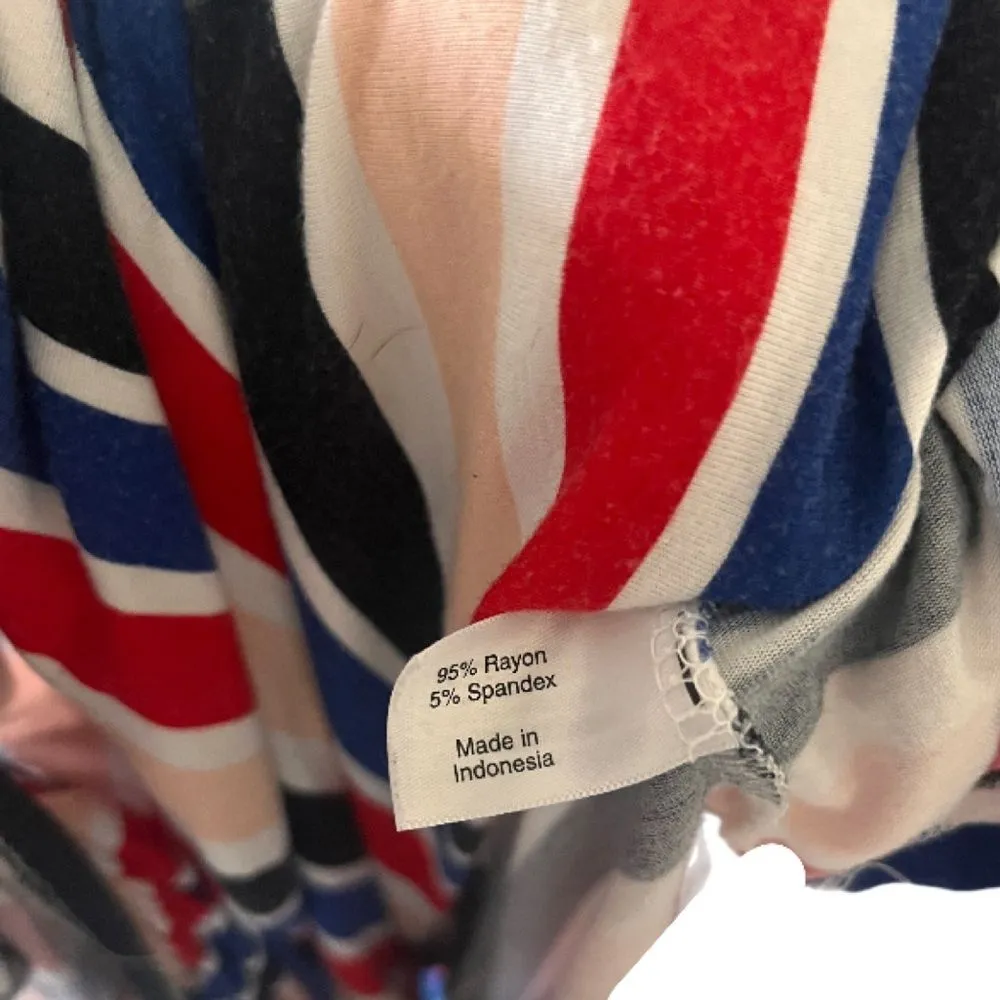 95% Rayon
5% Spandex
Made in
Indonesia